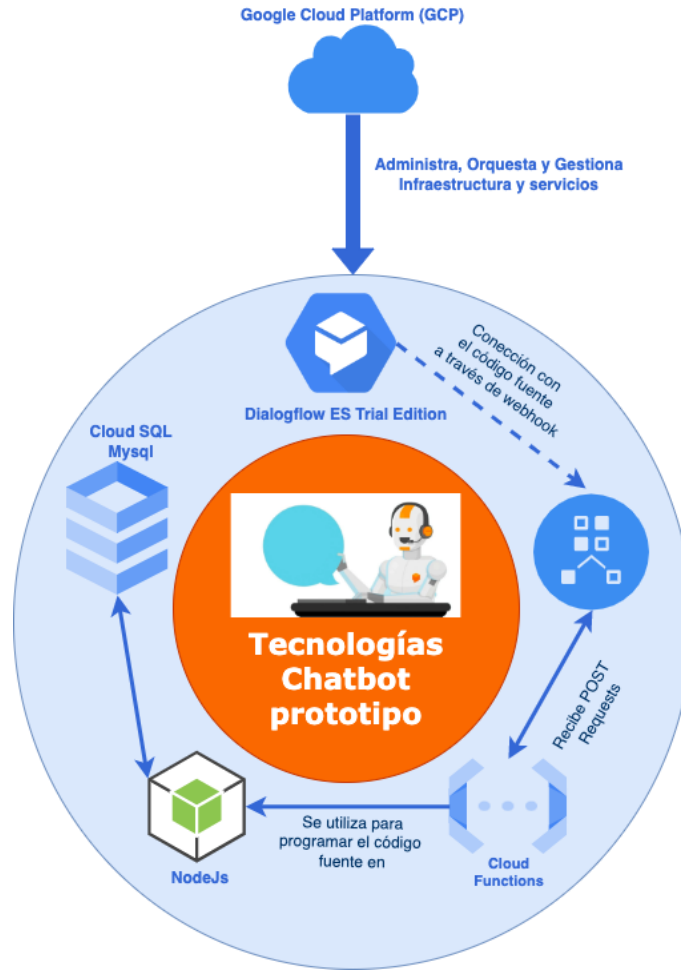 Google Cloud Platform (GCP)
Administra, Orquesta y Gestiona
Infraestructura y servicios
Conección con
el código fuente
a través de webhook
Dialogflow ES Trial Edition
Cloud SQL
Mysql
Tecnologías
Chatbot
prototipo
Recibe POST
Requests
Se utiliza para
programar el código
fuente en
NodeJs
Cloud
Functions